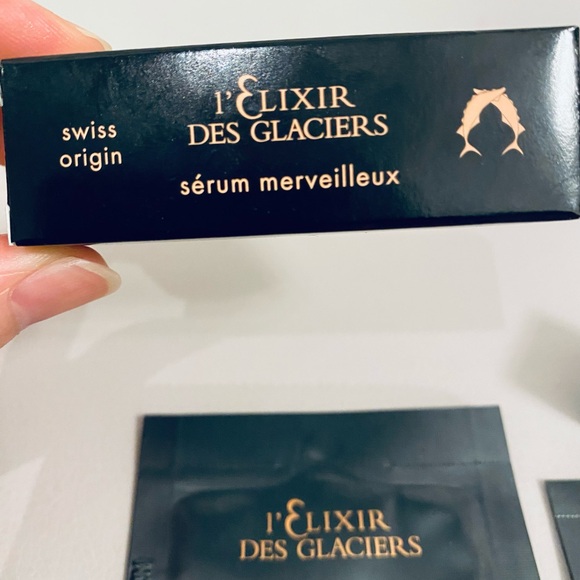 swiss
origin
l'ELIXIR
DES GLACIERS
sérum merveilleux
l'ELIXIR
DES GLACIERS